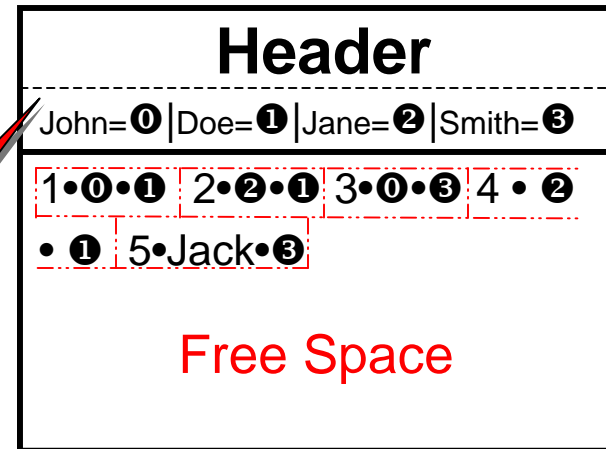 Header
John=⓿|Doe=❶|Jane=❷|Smith=❸
1•⓿•❶ 2•❷•❶ 3•⓿•❸ 4 • ❷
• ❶ 5•Jack•❸
Free Space